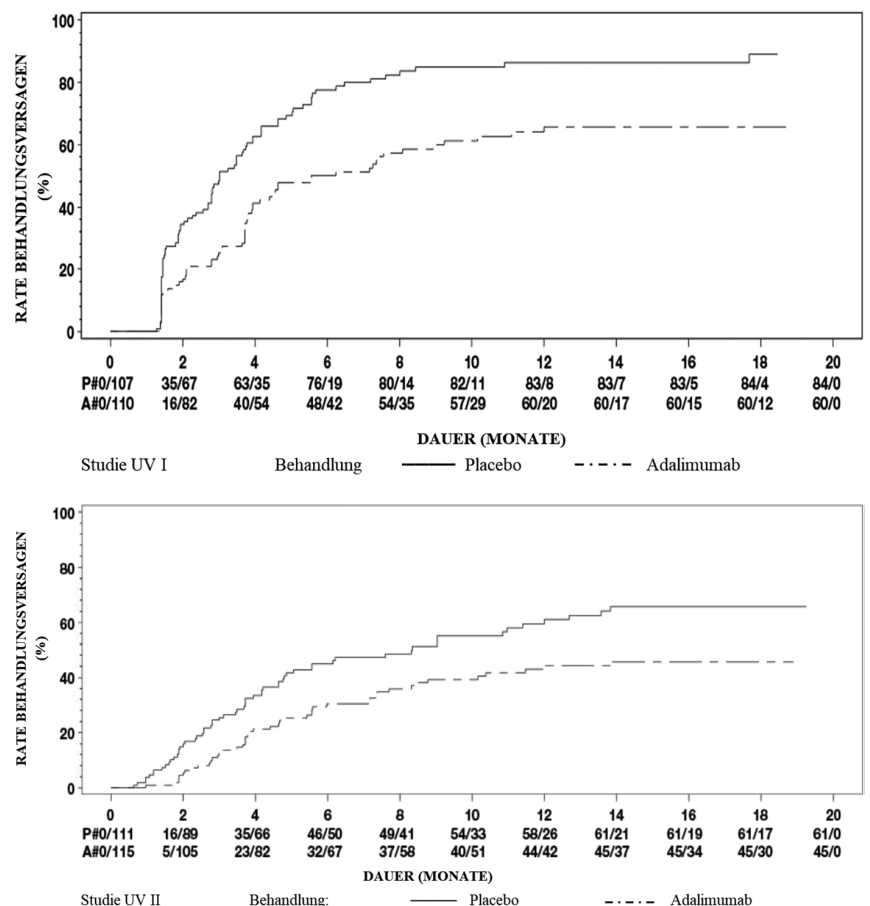 RATE BEHANDLUNGSVERSAGEN
(%)
100
80
60
40
20
0
0 2 4 6 8 10 12 14 16 18 20
P#0/107 35/67 63/35 76/19 80/14 82/11 83/8 83/7 83/5 84/4 84/0
A#0/110 16/82 40/54 48/42 54/35 57/29 60/20 60/17 60/15 60/12 60/0
DAUER (MONATE)
Studie UV I Behandlung Placebo Adalimumab
RATE BEHANDLUNGSVERSAGEN
(%)
100
80
60
40
20
0
0 2 4 6 8 10 12 14 16 18 20
P#0/111 16/89 35/66 46/50 49/41 54/33 58/26 61/21 61/19 61/17 61/0
A#0/115 5/105 23/82 32/67 37/58 40/51 44/42 45/37 45/34 45/30 45/0
DAUER (MONATE)
Studie UV II Behandlung: Placebo Adalimumab